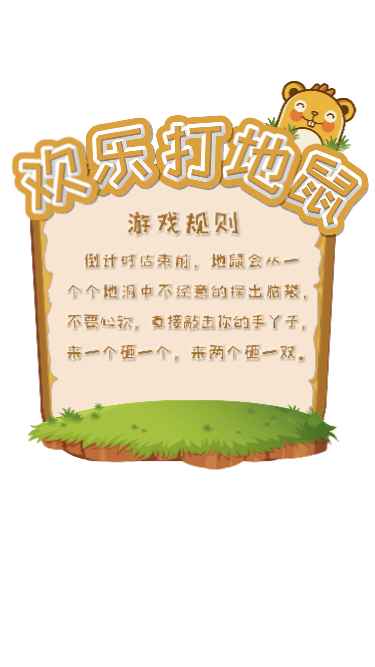 欢乐打地鼠
游戏规则
倒计时结束前，地鼠会从一
个个地洞中不经意的探出脑袋，
不要心软，直接敲击你的手丫子，
来一个砸一个，来两个砸一双。